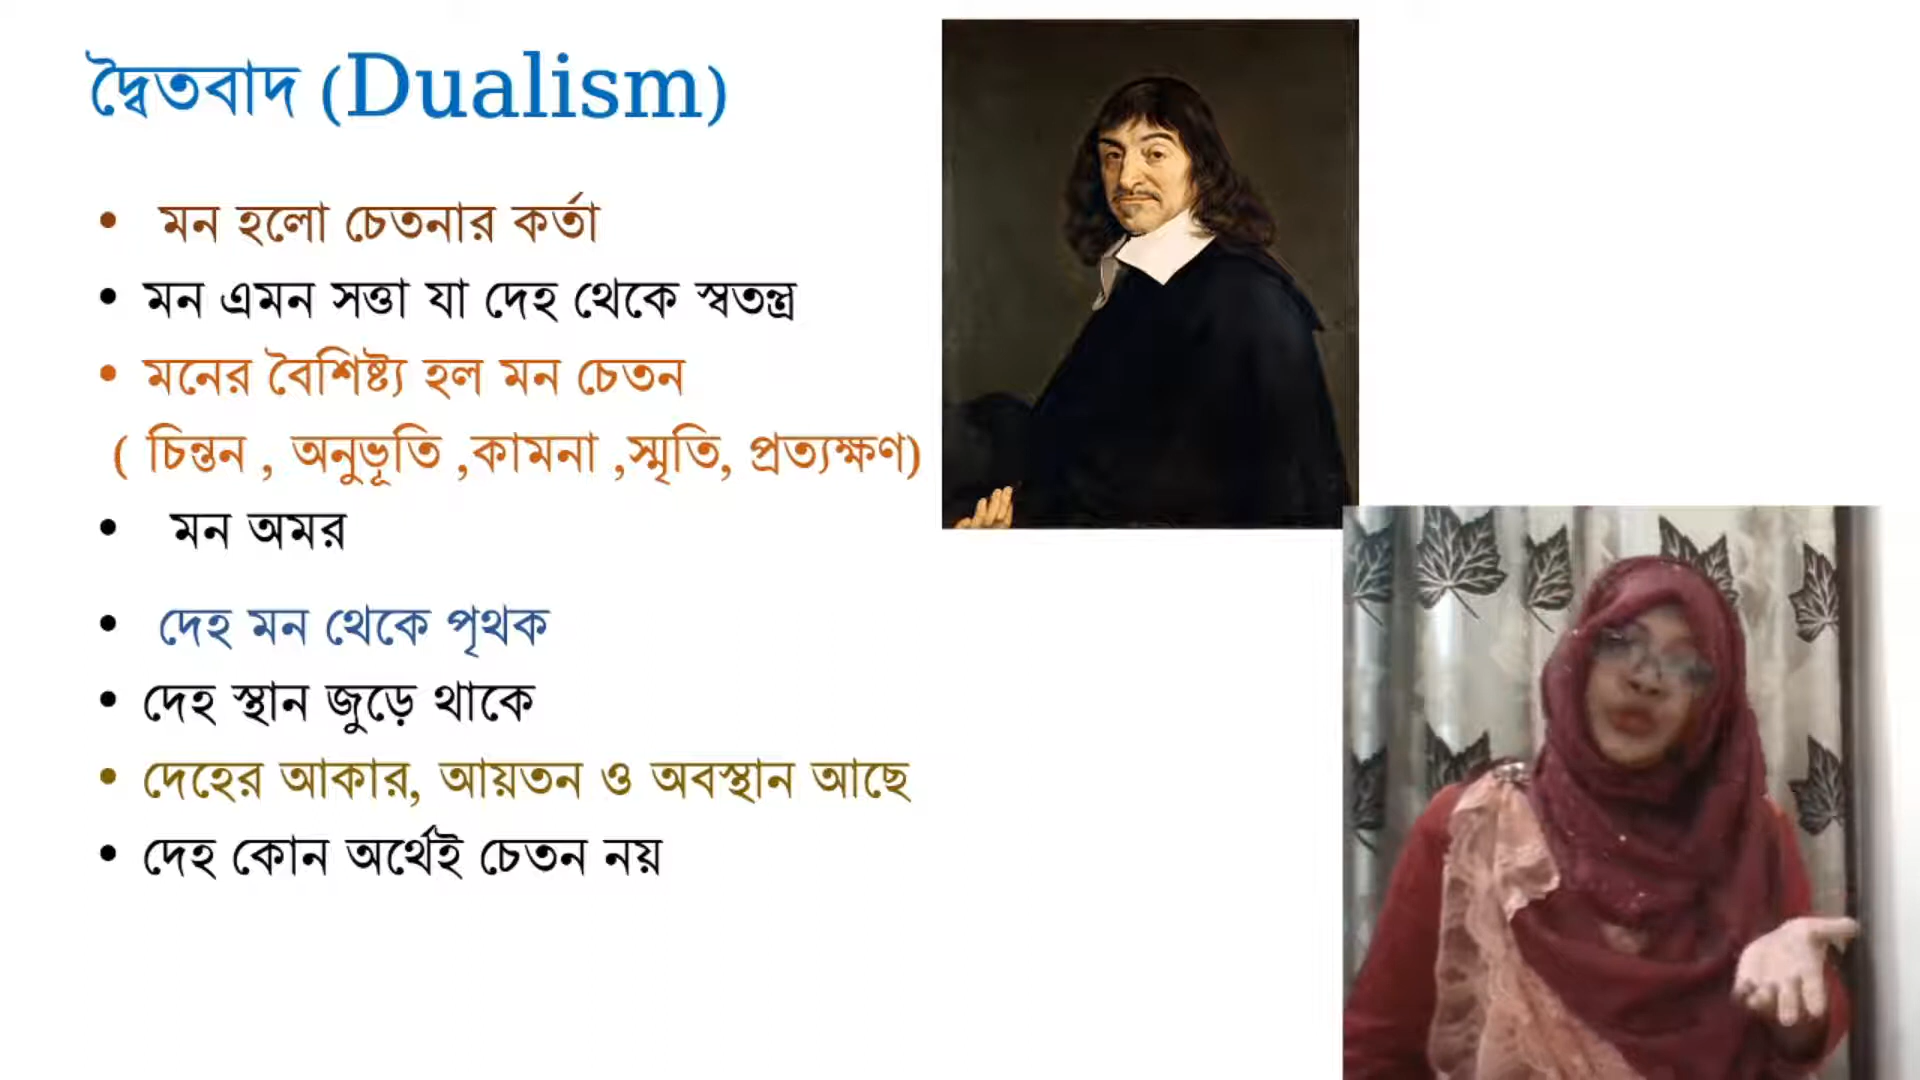 দ্বৈতবাদ (Dualism)
• মন হলো চেতনার কর্তা
• মন এমন সত্তা যা দেহ থেকে স্বতন্ত্র
• মনের বৈশিষ্ট্য হল মন চেতন
( চিন্তন , অনুভূতি ,কামনা ,স্মৃতি, প্রত্যক্ষণ)
• মন অমর
• দেহ মন থেকে পৃথক
• দেহ স্থান জুড়ে থাকে
• দেহের আকার, আয়তন ও অবস্থান আছে
• দেহ কোন অর্থেই চেতন নয়